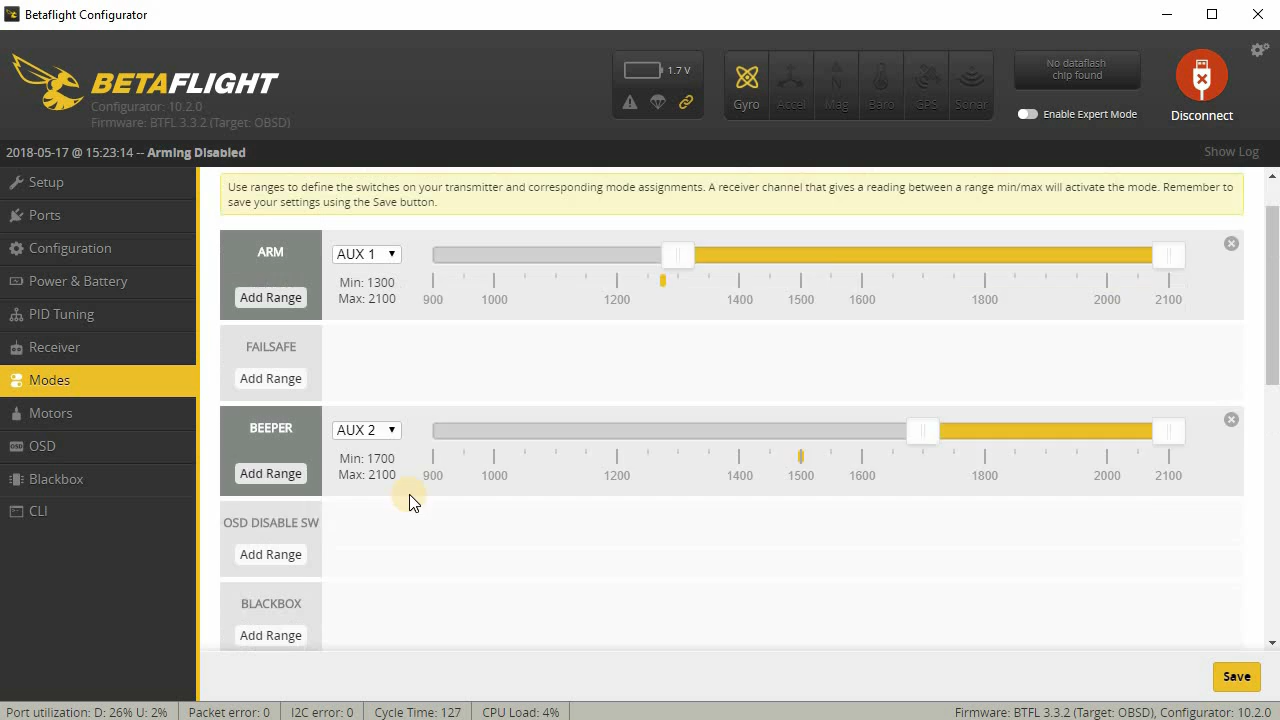 Betaflight Configurator
BETAFLIGHT
Configurator: 10.2.0
Firmware: BTFL 3.3.2 (Target: OBSD)
1.7 V
Gyro
Accel
Mag
Baro
GPS
Sonar
No dataflash
chip found
Enable Expert Mode
Disconnect
2018-05-17 @ 15:23:14 -- Arming Disabled
Show Log
Setup
Ports
Configuration
Power & Battery
PID Tuning
Receiver
Modes
Motors
OSD
OSD
Blackbox
CLI
Use ranges to define the switches on your transmitter and corresponding mode assignments. A receiver channel that gives a reading between a range min/max will activate the mode. Remember to
save your settings using the Save button.
ARM
Add Range
AUX 1
Min: 1300
Max: 2100
900 1000 1200 1400 1500 1600 1800 2000 2100
FAILSAFE
Add Range
BEEPER
Add Range
AUX 2
Min: 1700
Max: 2100
900 1000 1200 1400 1500 1600 1800 2000 2100
OSD DISABLE SW
Add Range
BLACKBOX
Add Range
Save
Port utilization: D: 26% U: 2% Packet error: 0 I2C error: 0 Cycle Time: 127 CPU Load: 4% Firmware: BTFL 3.3.2 (Target: OBSD), Configurator: 10.2.0